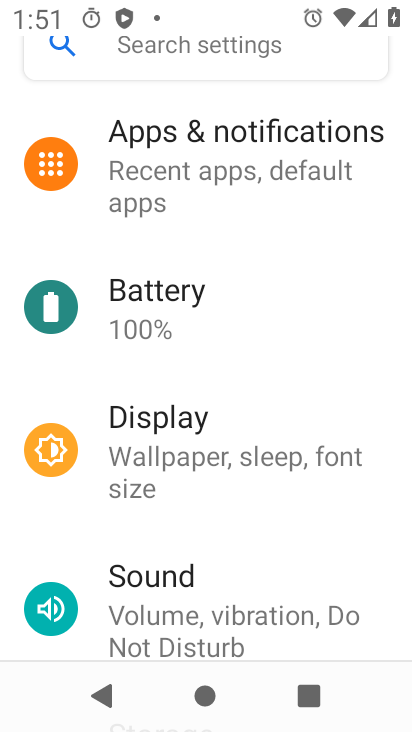 1:51
Search settings
Apps & notifications
Recent apps, default
apps
Battery
100%
Display
Wallpaper, sleep, font
size
Sound
Volume, vibration, Do
Not Disturb
Storage